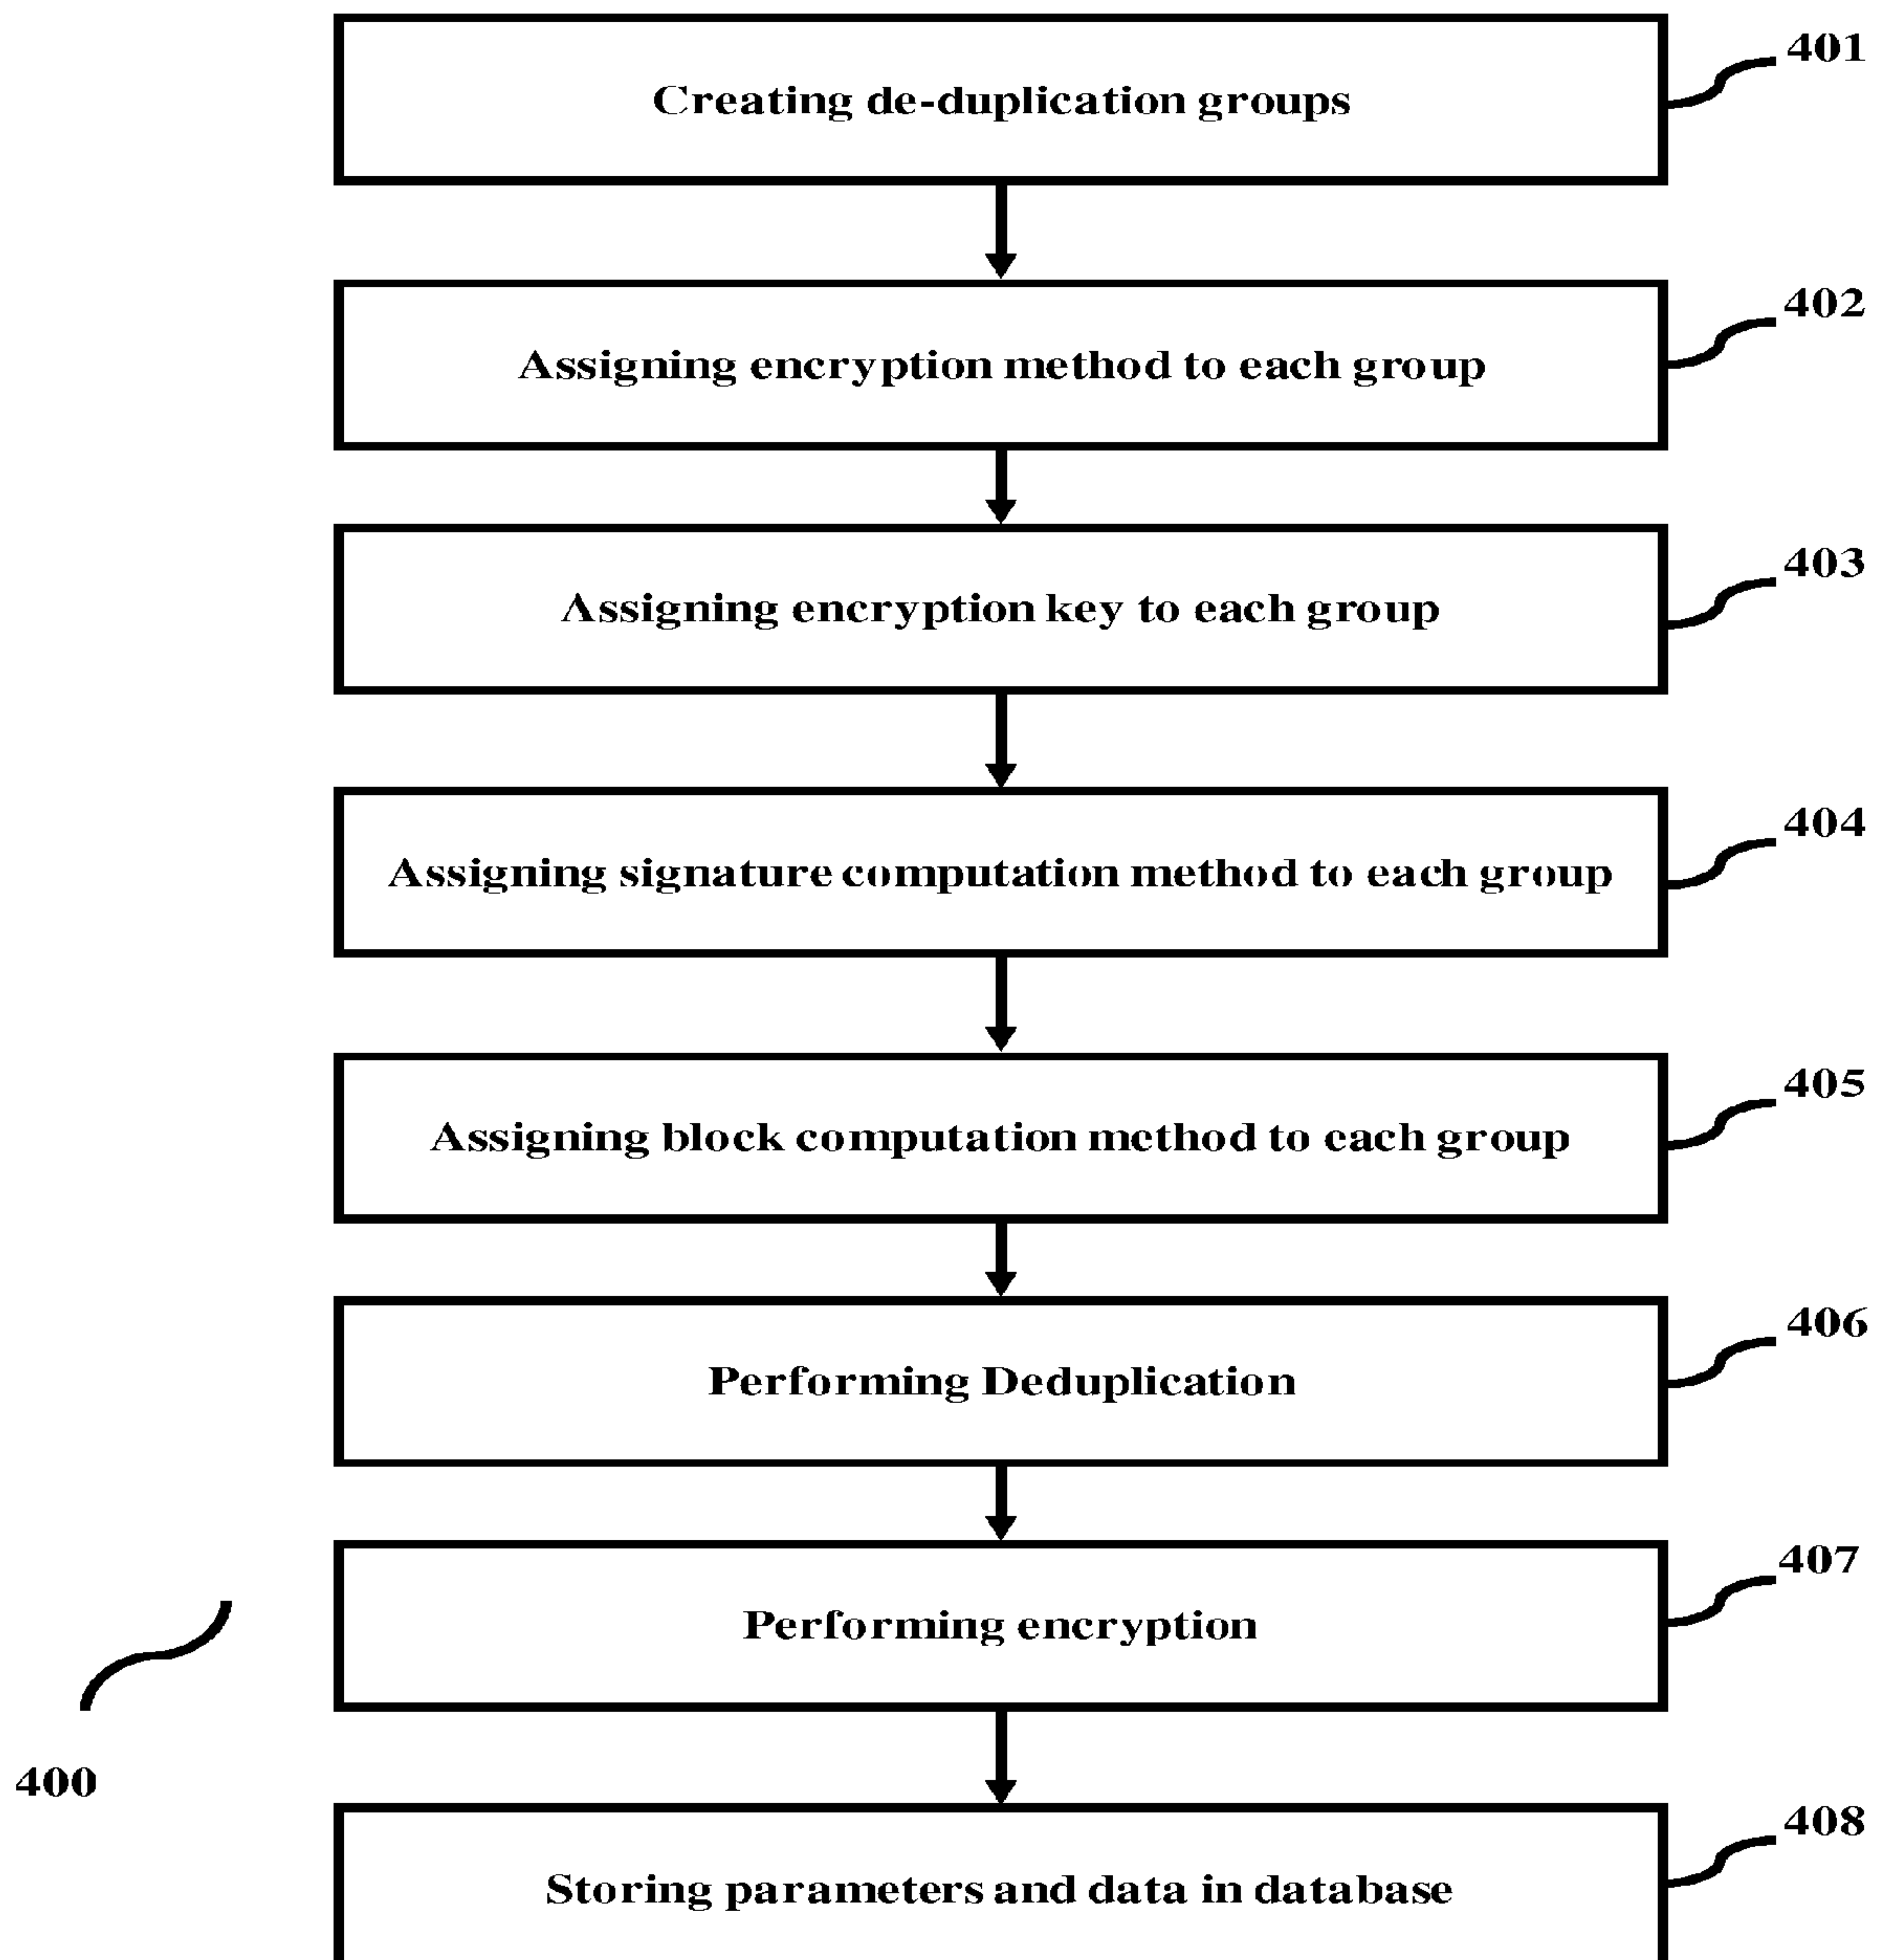 Creating de-duplication groups
401
Assigning encryption method to each group
402
Assigning encryption key to each group
403
Assigning signature computation method to each group
404
Assigning block computation method to each group
405
Performing Deduplication
406
Performing encryption
407
400
Storing parameters and data in database
408